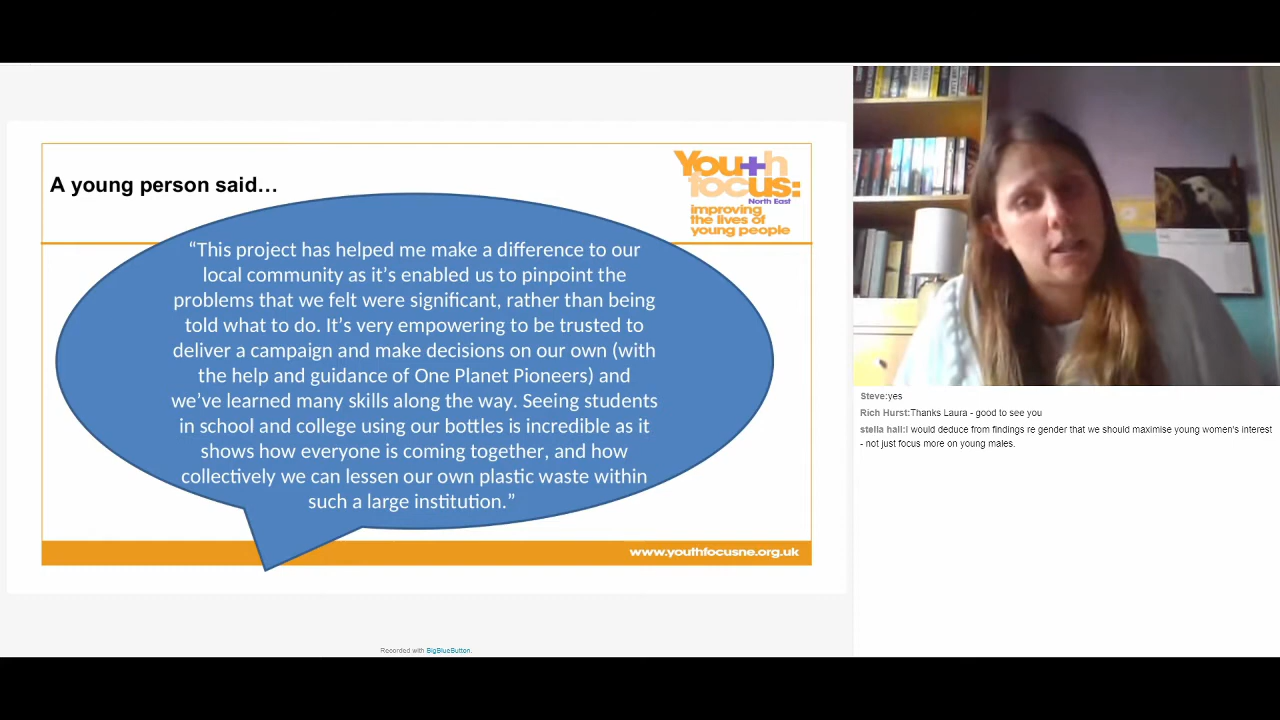 A young person said…
You+h
focus:
North East
improving
the lives of
young people
“This project has helped me make a difference to our
local community as it’s enabled us to pinpoint the
problems that we felt were significant, rather than being
told what to do. It’s very empowering to be trusted to
deliver a campaign and make decisions on our own (with
the help and guidance of One Planet Pioneers) and
we’ve learned many skills along the way. Seeing students
in school and college using our bottles is incredible as it
shows how everyone is coming together, and how
collectively we can lessen our own plastic waste within
such a large institution.”
www.youthfocusne.org.uk
Recorded with BigBlueButton.
Steve:yes
Rich Hurst:Thanks Laura - good to see you
stella hall:I would deduce from findings re gender that we should maximise young women's interest
- not just focus more on young males.